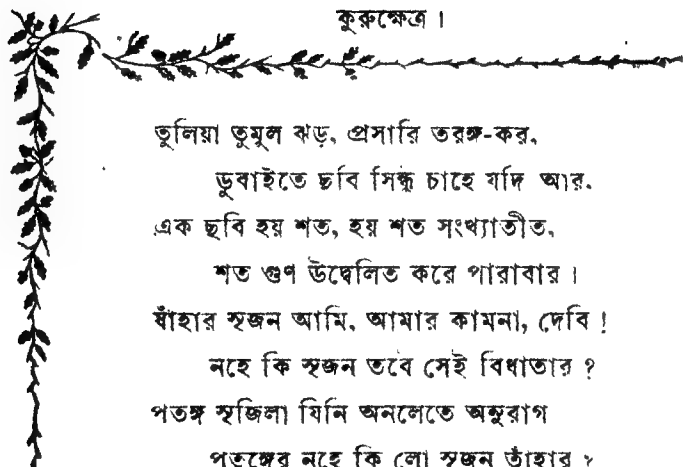 কুরুক্ষেত্র ।
তুলিয়া তুমুল ঝড়, প্রসারি তরঙ্গ-কর,
ডুবাইতে ছবি সিন্ধু চাহে যদি আর,
এক ছবি হয় শত, হয় শত সংখ্যাতীত,
শত গুণ উদ্বেলিত করে পারাবার ।
যাঁহার সৃজন আমি, আমার কামনা, দেবি !
নহে কি সৃজন তবে সেই বিধাতার ?
পতঙ্গ সৃজিলা যিনি অনলেতে অনুরাগ
পতঙ্গের নহে কি লো সৃজন তাঁহার ?